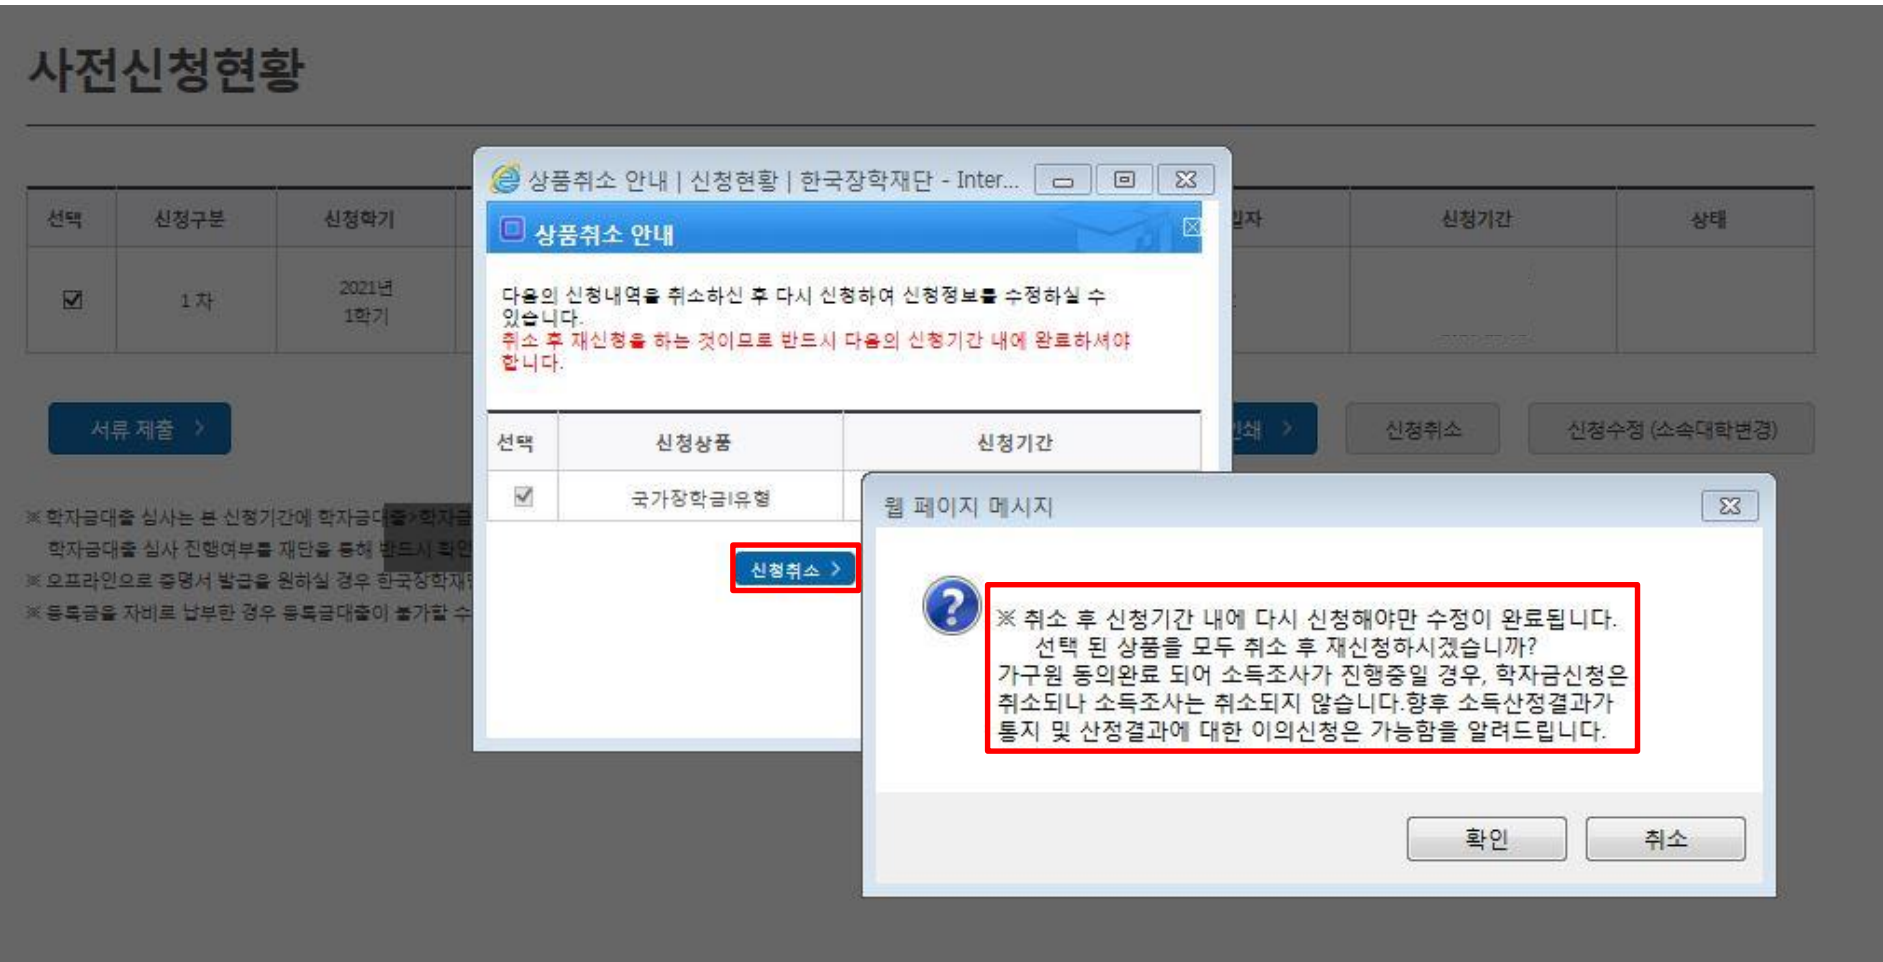 사전신청현황
선택 신청구분 신청학기 일자 신청기간 상태
1 차 2021년
1학기
서류 제출 >
인쇄 > 신청취소 신청수정 (소속대학변경)
※ 학자금대출 심사는 본 신청기간에 학자금대출>학자금
학자금대출 심사 진행여부를 재단을 통해 반드시 확인
※ 오프라인으로 증명서 발급을 원하실 경우 한국장학재단
※ 등록금을 자비로 납부한 경우 등록금대출이 불가할 수
상품취소 안내 | 신청현황 | 한국장학재단 - Inter...
상품취소 안내
다음의 신청내역을 취소하신 후 다시 신청하여 신청정보를 수정하실 수
있습니다.
취소 후 재신청을 하는 것이므로 반드시 다음의 신청기간 내에 완료하셔야
합니다.
선택 신청상품 신청기간
국가장학금I유형
신청취소 >
웹 페이지 메시지
※ 취소 후 신청기간 내에 다시 신청해야만 수정이 완료됩니다.
선택 된 상품을 모두 취소 후 재신청하시겠습니까?
가구원 동의완료 되어 소득조사가 진행중일 경우, 학자금신청은
취소되나 소득조사는 취소되지 않습니다.향후 소득산정결과가
통지 및 산정결과에 대한 이의신청은 가능함을 알려드립니다.
확인 취소